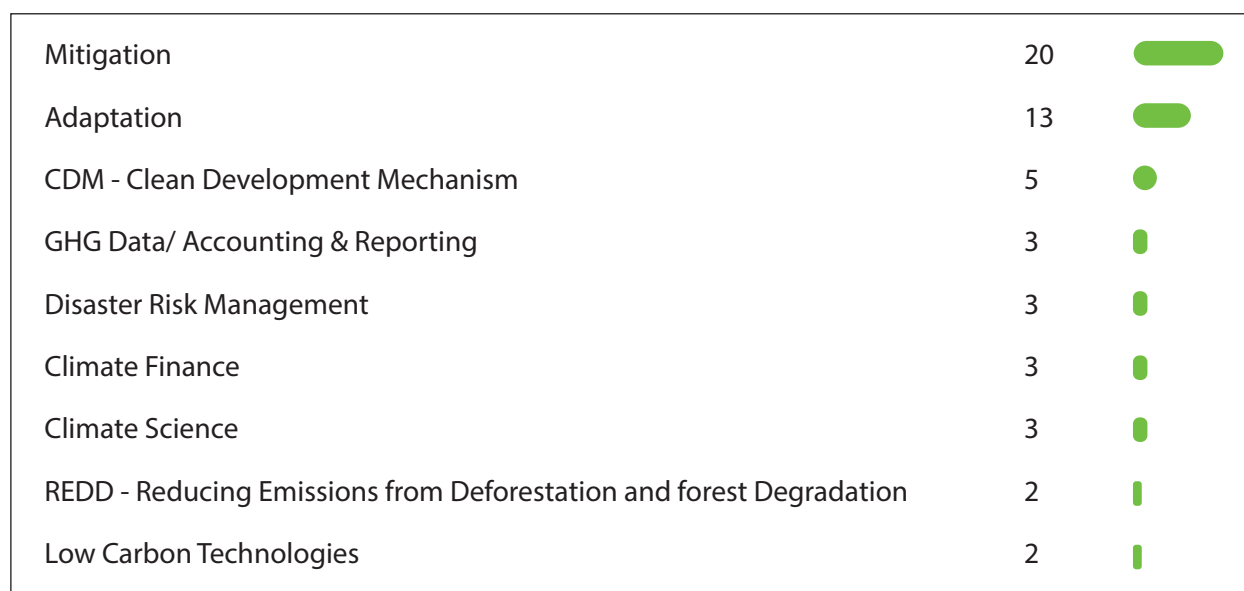 Mitigation 20
Adaptation 13
CDM - Clean Development Mechanism 5
GHG Data/ Accounting & Reporting 3
Disaster Risk Management 3
Climate Finance 3
Climate Science 3
REDD - Reducing Emissions from Deforestation and forest Degradation 2
Low Carbon Technologies 2